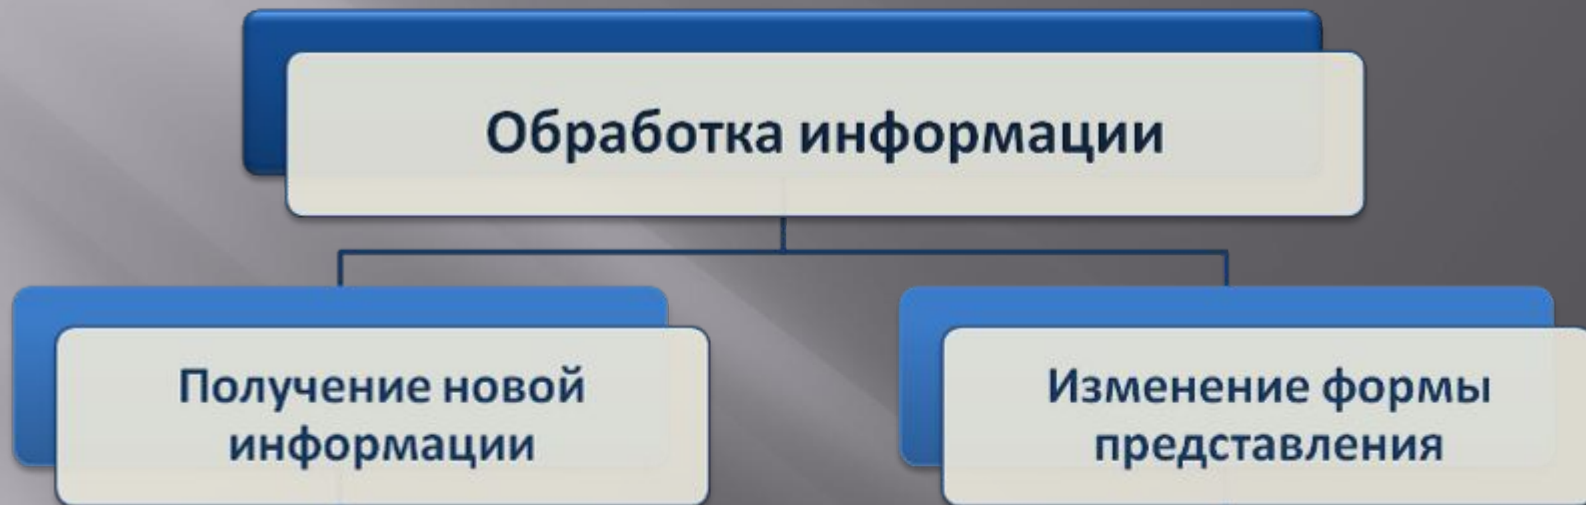 Обработка информации
Получение новой
информации
Изменение формы
представления